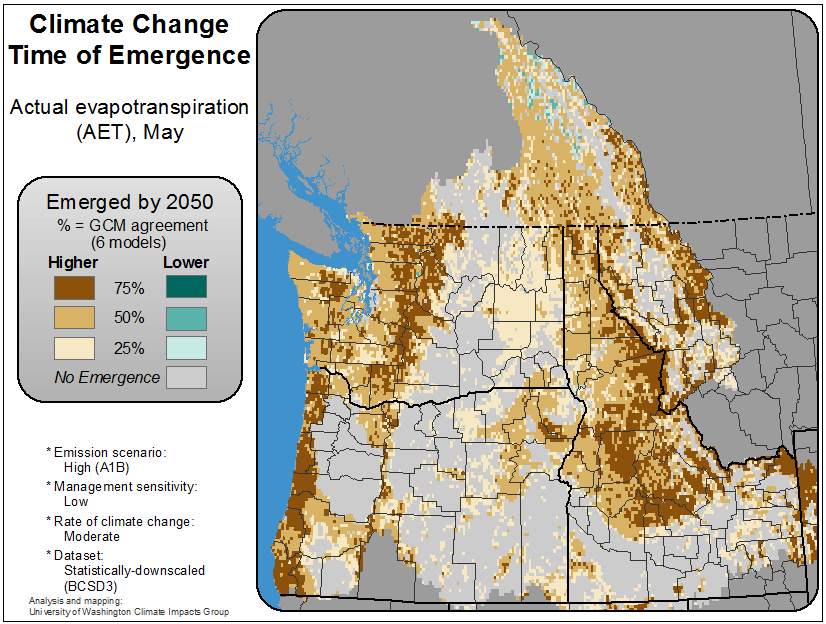 Climate Change
Time of Emergence
Actual evapotranspiration
(AET), May
Emerged by 2050
% = GCM agreement
(6 models)
Higher Lower
75%
50%
25%
No Emergence
* Emission scenario:
High (A1B)
* Management sensitivity:
Low
* Rate of climate change:
Moderate
* Dataset:
Statistically-downscaled
(BCSD3)
Analysis and mapping:
University of Washington Climate Impacts Group